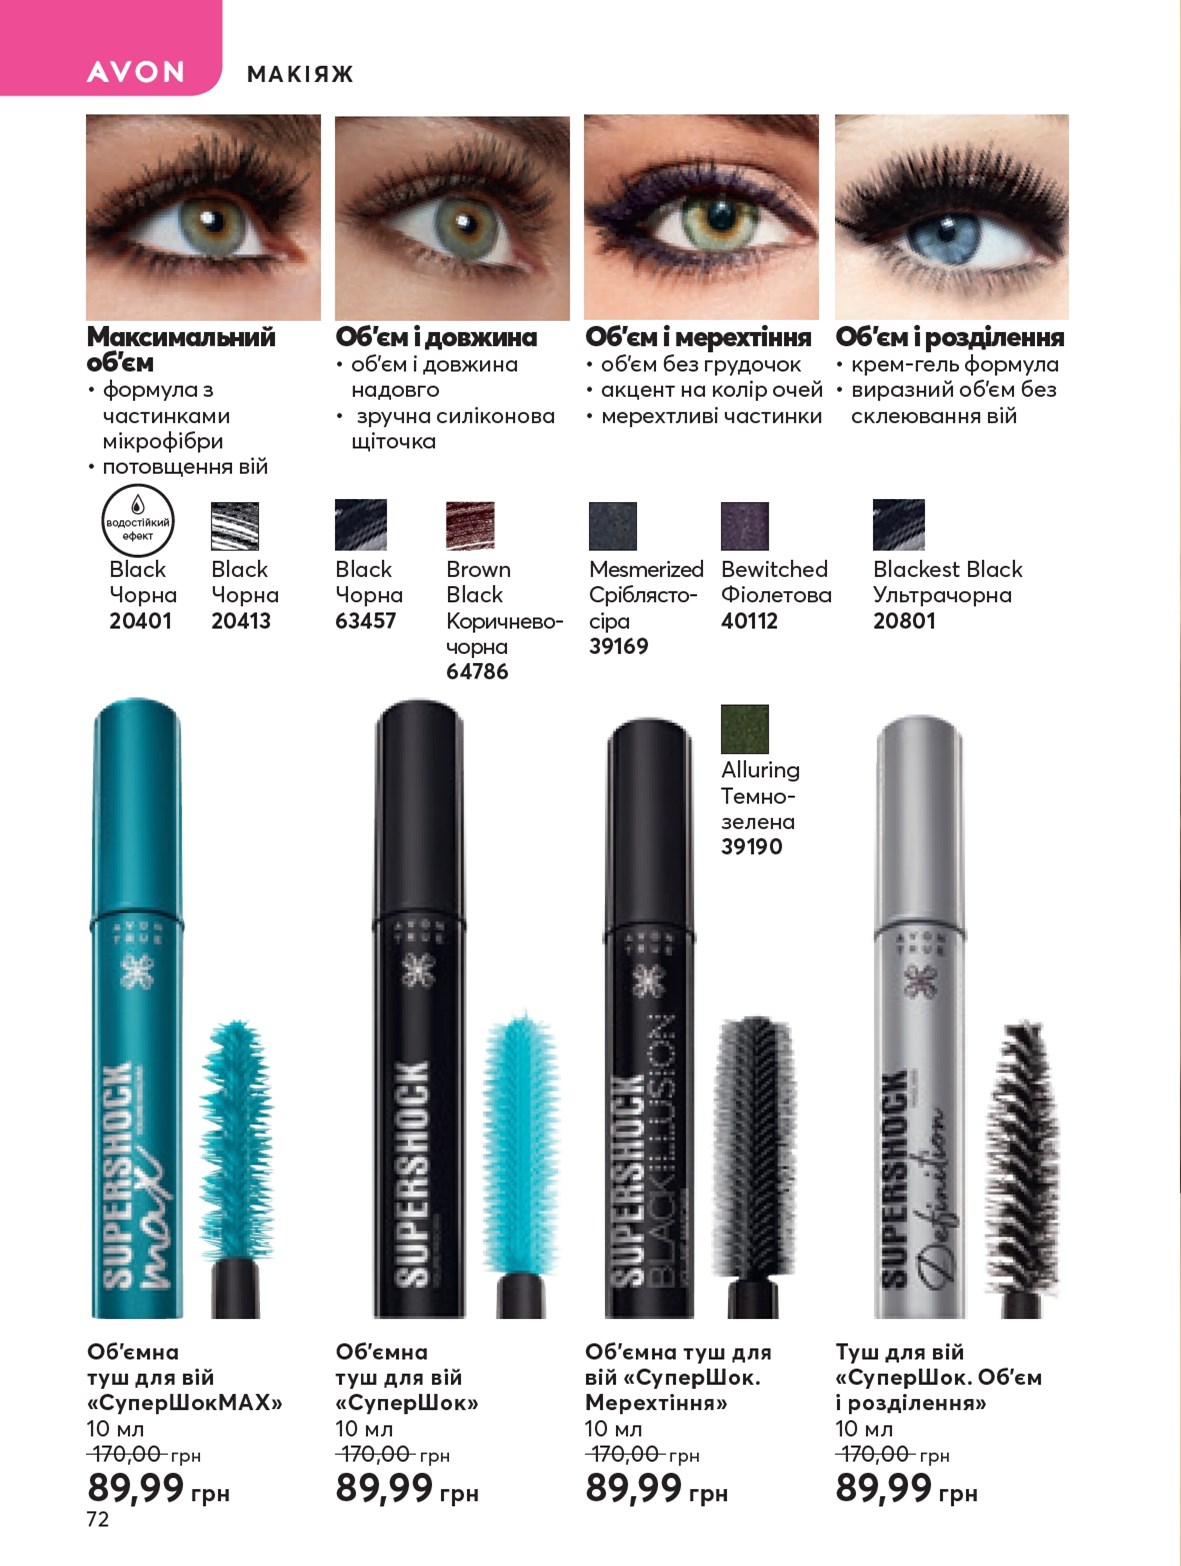 AVON
МАКІЯЖ
Максимальний
об'єм
• формула з
частинками
мікрофібри
• потовщення вій
Об'єм і довжина
• об'єм і довжина
надовго
• зручна силіконова
щіточка
Об'єм і мерехтіння
• об'єм без грудочок
• акцент на колір очей
• мерехтливі частинки
Об'єм і розділення
• крем-гель формула
• виразний об'єм без
склеювання вій
водостійкий
ефект
Black
Чорна
20401
Black
Чорна
20413
Black
Чорна
63457
Brown
Black
Коричнево-
чорна
64786
Mesmerized
Сріблясто-
сіра
39169
Bewitched
Фіолетова
40112
Blackest Black
Ультрачорна
20801
Alluring
Темно-
зелена
39190
AVON
TRUE
SUPERSHOCK
max
AVON
TRUE
SUPERSHOCK
AVON
TRUE
SUPERSHOCK
BLACK ILLUSION
AVON
TRUE
SUPERSHOCK
Definition
Об'ємна
туш для вій
«СуперШокMAX»
10 мл
170,00 грн
89,99 грн
Об'ємна
туш для вій
«СуперШок»
10 мл
170,00 грн
89,99 грн
Об'ємна туш для
вій «СуперШок.
Мерехтіння»
10 мл
170,00 грн
89,99 грн
Туш для вій
«СуперШок. Об'єм
і розділення»
10 мл
170,00 грн
89,99 грн
72